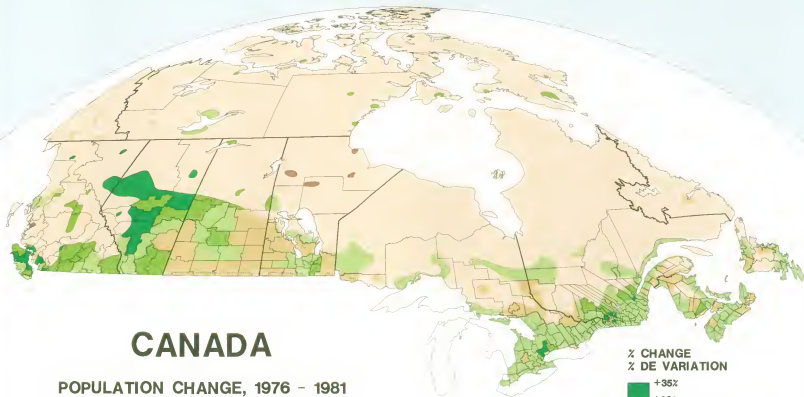 CANADA
POPULATION CHANGE, 1976 - 1981
% CHANGE
% DE VARIATION
+35%